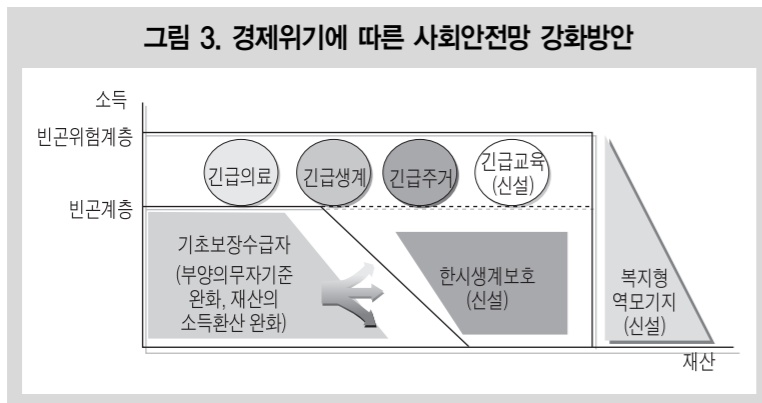 그림 3. 경제위기에 따른 사회안전망 강화방안
소득
빈곤위험계층
긴급의료
긴급생계
긴급주거
긴급교육
(신설)
빈곤계층
기초보장수급자
(부양의무자기준
완화, 재산의
소득환산 완화)
한시생계보호
(신설)
복지형
역모기지
(신설)
재산